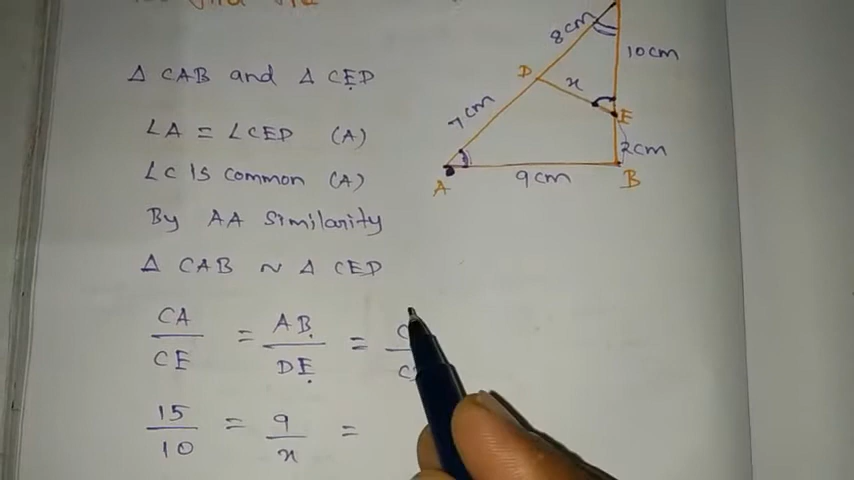 Δ CAB and Δ CED
∠A = ∠CED (A)
∠C Is common (A)
By AA Similarity
Δ CAB ~ Δ CED
CA/CE = AB/DE =
15/10 = 9/x =
8cm
10cm
D
x
7cm
E
2cm
A
9cm
B